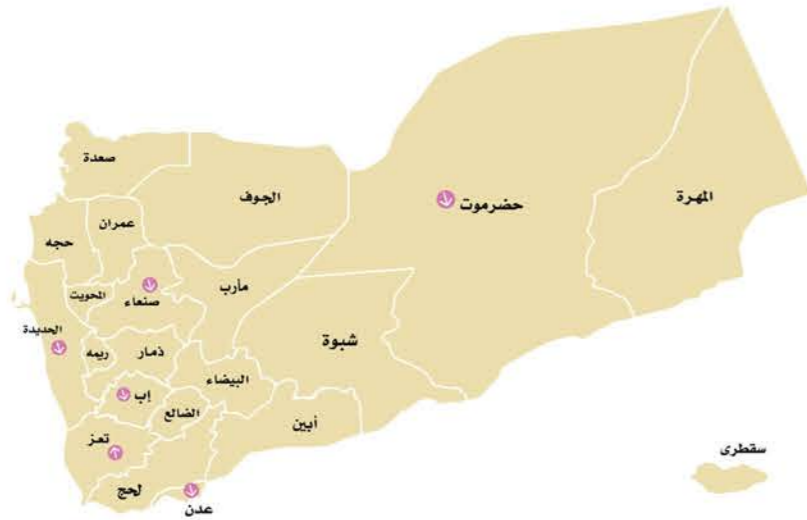 صعدة
الجوف
حضرموت
المهرة
عمران
حجه
مأرب
المحويت
صنعاء
الحديدة
شبوة
ريمه
ذمار
البيضاء
إب
الضالع
أبين
تعز
سقطرى
لحج
عدن